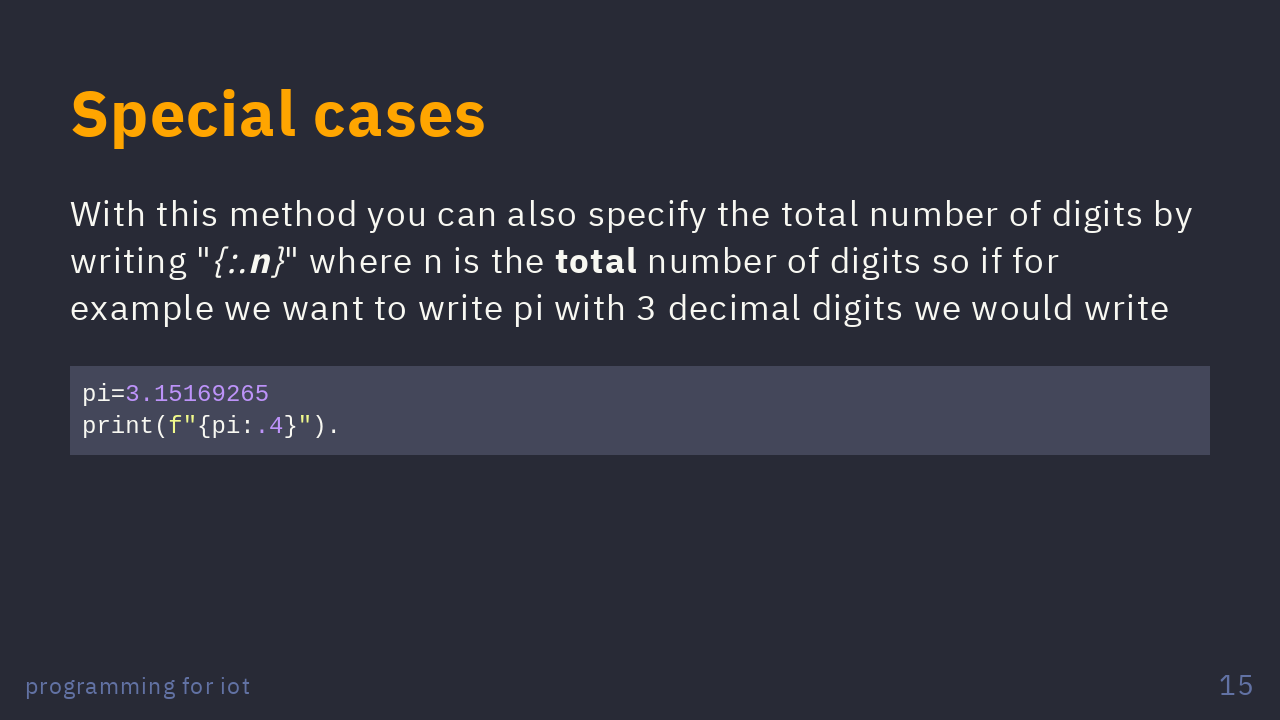 Special cases
With this method you can also specify the total number of digits by
writing "{:.n}" where n is the total number of digits so if for
example we want to write pi with 3 decimal digits we would write
pi=3.15169265
print(f"{pi:.4}").
programming for iot
15